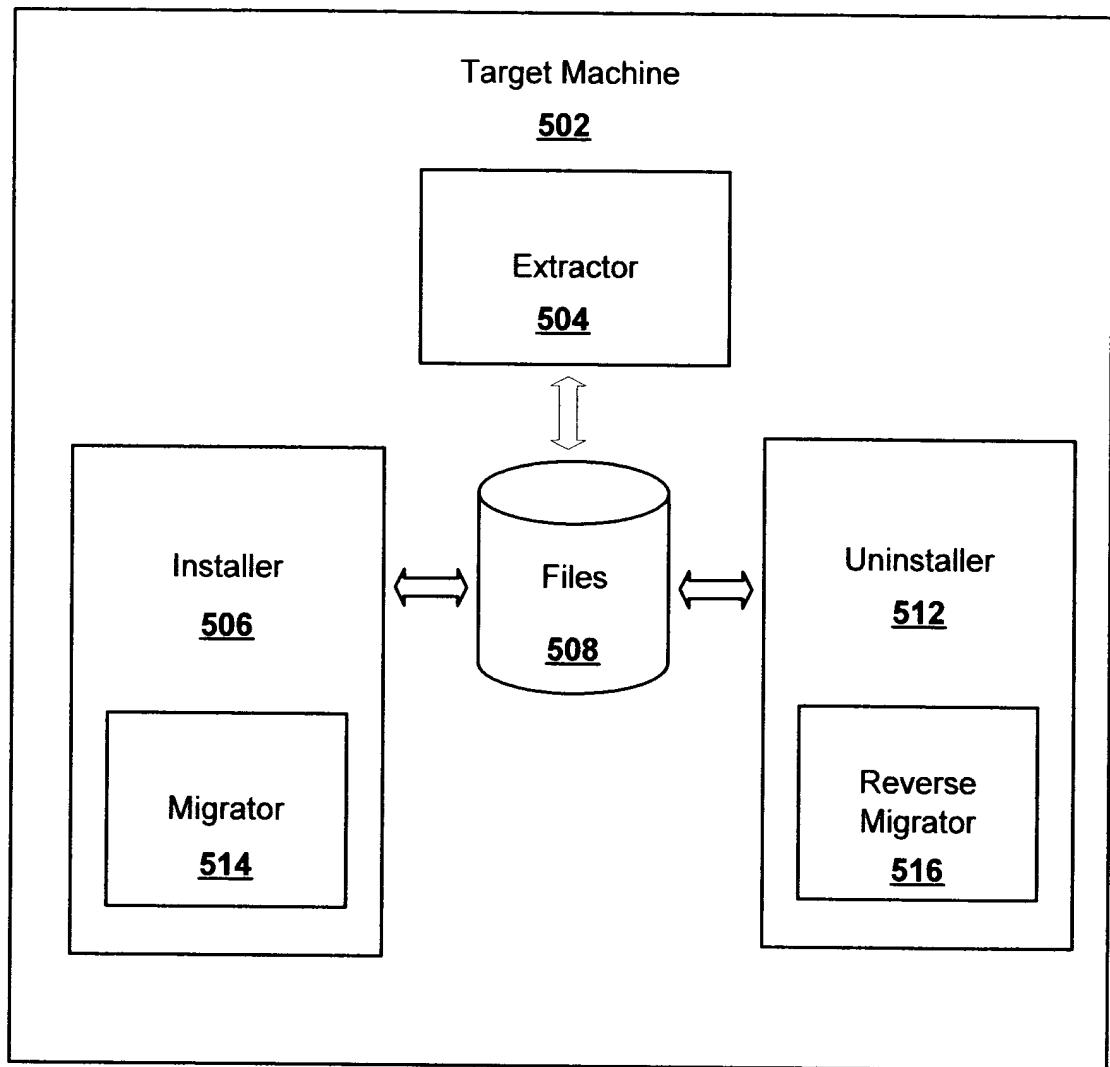 Target Machine
502
Extractor
504
Installer
506
Files
508
Uninstaller
512
Migrator
514
Reverse
Migrator
516